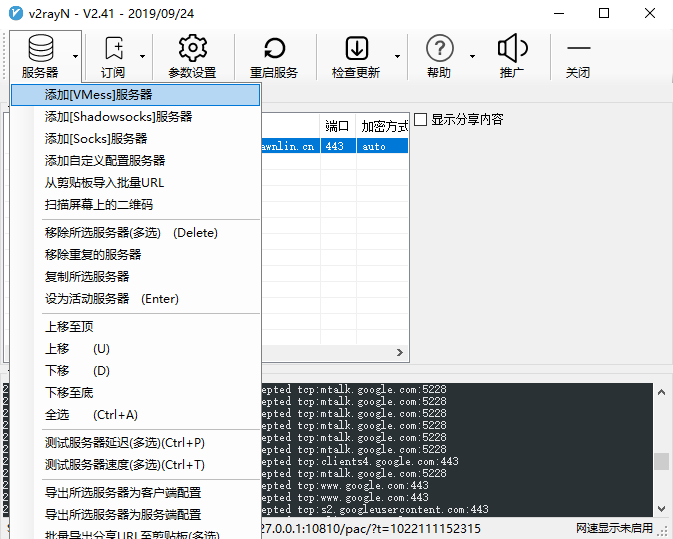 v2rayN - V2.41 - 2019/09/24
服务器 订阅 参数设置 重启服务 检查更新 帮助 推广 关闭
添加[VMess]服务器
添加[Shadowsocks]服务器
添加[Socks]服务器
添加自定义配置服务器
从剪贴板导入批量URL
扫描屏幕上的二维码
移除所选服务器(多选) (Delete)
移除重复的服务器
复制所选服务器
设为活动服务器 (Enter)
上移至顶
上移 (U)
下移 (D)
下移至底
全选 (Ctrl+A)
测试服务器延迟(多选)(Ctrl+P)
测试服务器速度(多选)(Ctrl+T)
导出所选服务器为客户端配置
导出所选服务器为服务端配置
批量导出分享URL至剪贴板(多选)
端口 加密方式
awnlin.cn 443 auto
显示分享内容
epted tcp:mtalk.google.com:5228
epted tcp:mtalk.google.com:5228
epted tcp:mtalk.google.com:5228
epted tcp:mtalk.google.com:5228
epted tcp:mtalk.google.com:5228
epted tcp:mtalk.google.com:5228
epted tcp:clients4.google.com:443
epted tcp:mtalk.google.com:5228
epted tcp:www.google.com:443
epted tcp:www.google.com:443
epted tcp:s2.googleusercontent.com:443
27.0.0.1:10810/pac/?t=1022111152315 网速显示未启用